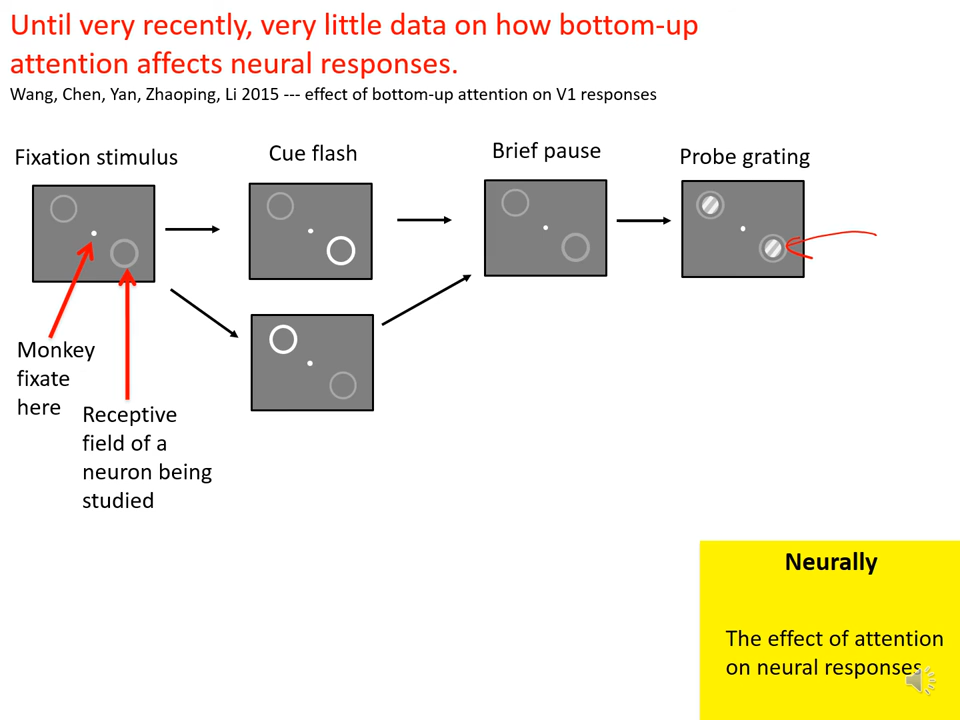 Until very recently, very little data on how bottom-up
attention affects neural responses.
Wang, Chen, Yan, Zhaoping, Li 2015 --- effect of bottom-up attention on V1 responses
Fixation stimulus
Cue flash
Brief pause
Probe grating
Monkey
fixate
here
Receptive
field of a
neuron being
studied
Neurally
The effect of attention
on neural responses